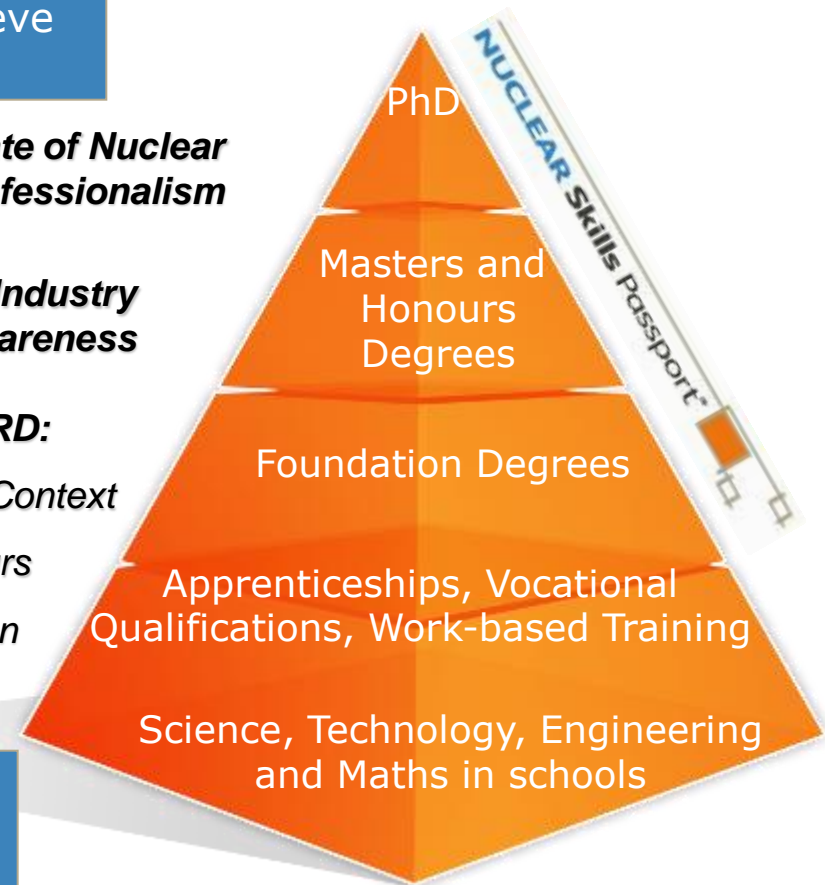 eve
te of Nuclear
ofessionalism
Industry
areness
RD:
Context
rs
n
PhD
Masters and
Honours
Degrees
Foundation Degrees
Apprenticeships, Vocational
Qualifications, Work-based Training
Science, Technology, Engineering
and Maths in schools
NUCLEAR Skills Passport